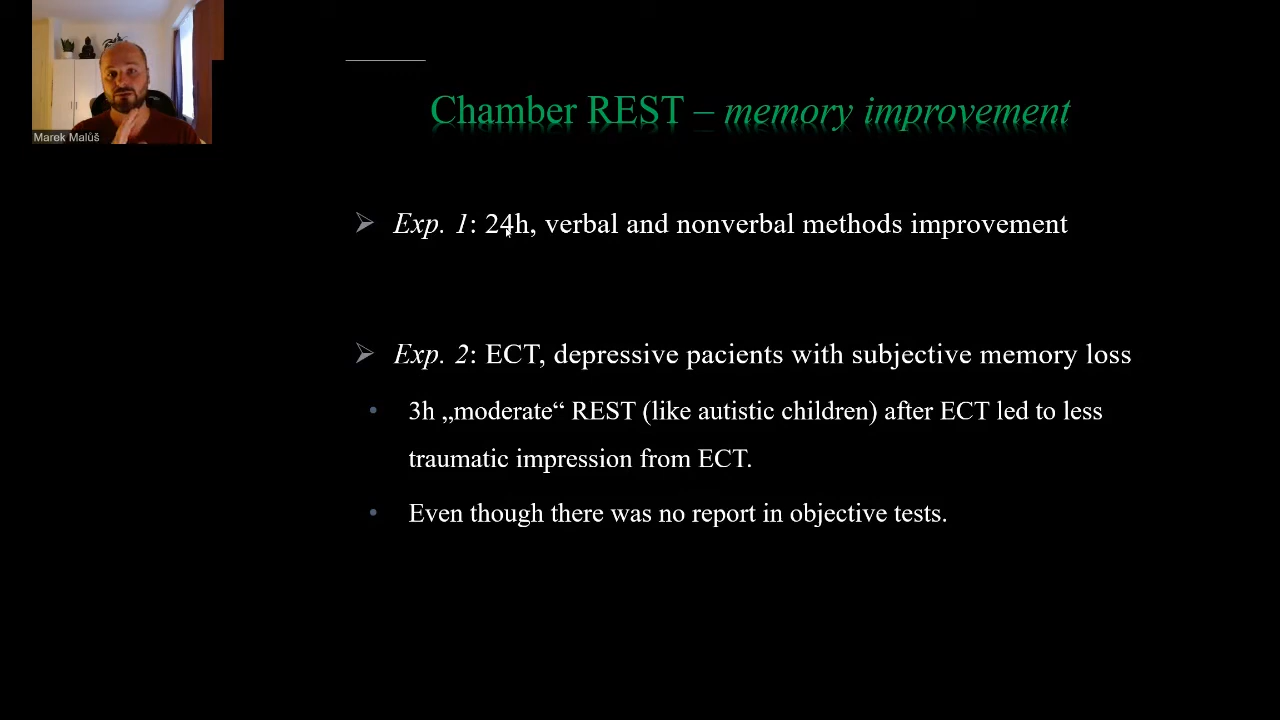 Marek Malůš
Chamber REST – memory improvement
Exp. 1: 24h, verbal and nonverbal methods improvement
Exp. 2: ECT, depressive pacients with subjective memory loss
3h „moderate“ REST (like autistic children) after ECT led to less
traumatic impression from ECT.
Even though there was no report in objective tests.